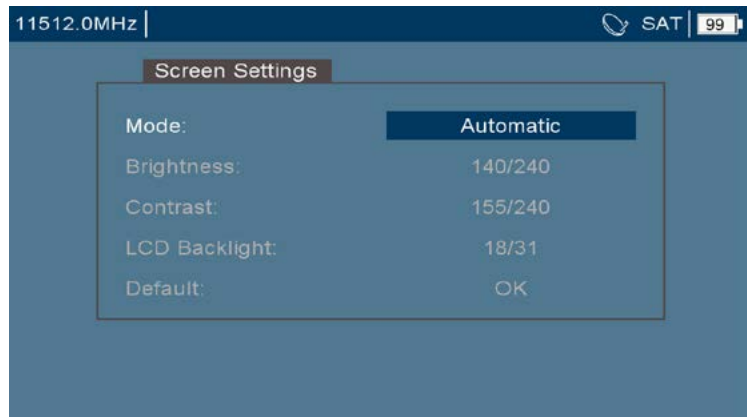 11512.0MHz SAT 99
Screen Settings
Mode: Automatic
Brightness: 140/240
Contrast: 155/240
LCD Backlight: 18/31
Default: OK